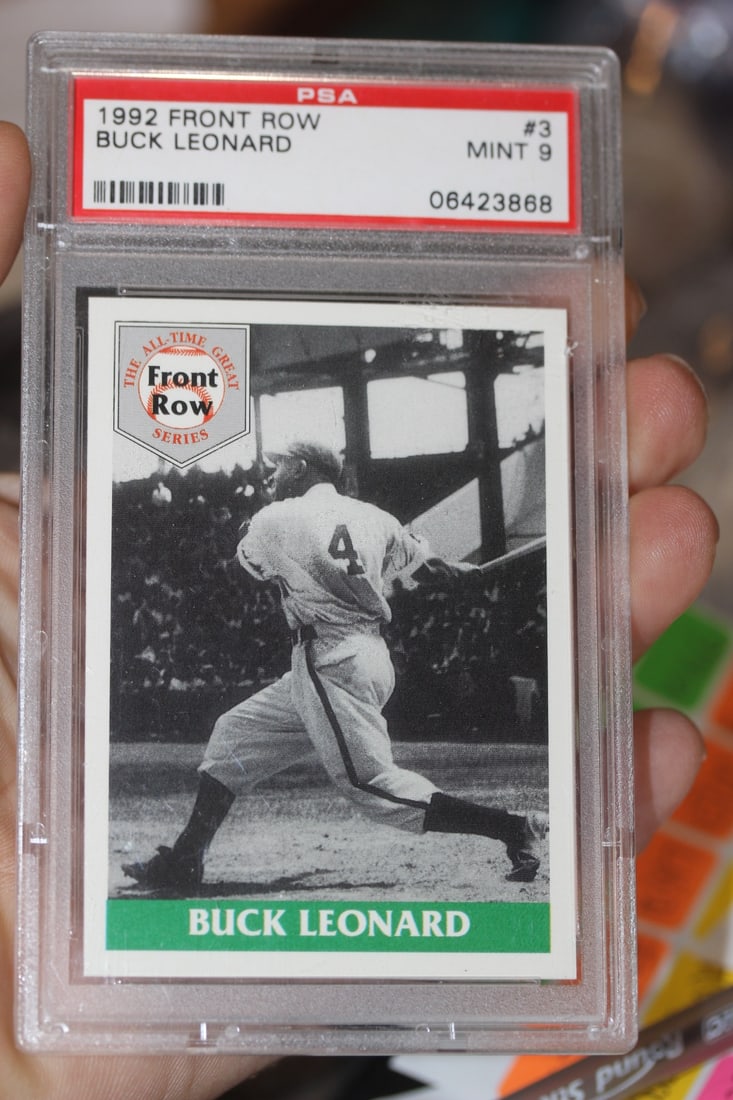 PSA
1992 FRONT ROW #3
BUCK LEONARD MINT 9
06423868
THE ALL-TIME GREAT
Front
Row
SERIES
4
BUCK LEONARD
Round